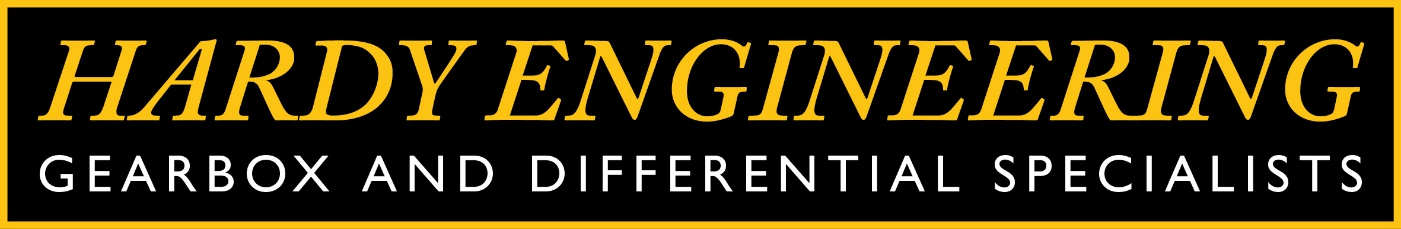 HARDY ENGINEERING
GEARBOX AND DIFFERENTIAL SPECIALISTS